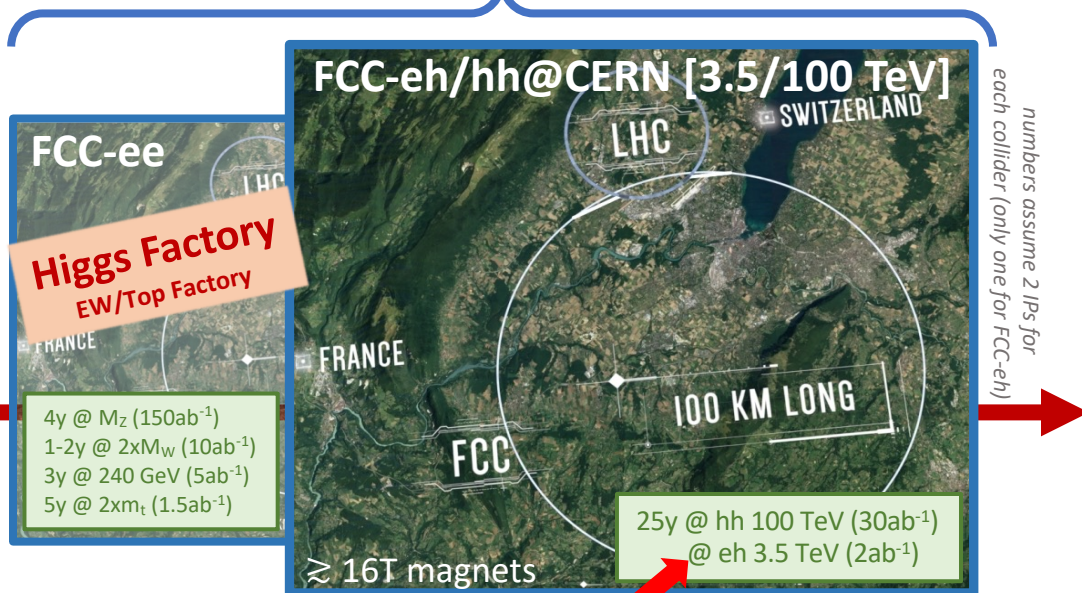 FCC-eh/hh@CERN [3.5/100 TeV]
SWITZERLAND
LHC
FCC-ee
LHC
Higgs Factory
EW/Top Factory
FRANCE
FRANCE
100 KM LONG
FCC
4y @ M_Z (150ab⁻¹)
1-2y @ 2xM_W (10ab⁻¹)
3y @ 240 GeV (5ab⁻¹)
5y @ 2xm_t (1.5ab⁻¹)
25y @ hh 100 TeV (30ab⁻¹)
@ eh 3.5 TeV (2ab⁻¹)
≳ 16T magnets
numbers assume 2 IPs for
each collider (only one for FCC-eh)